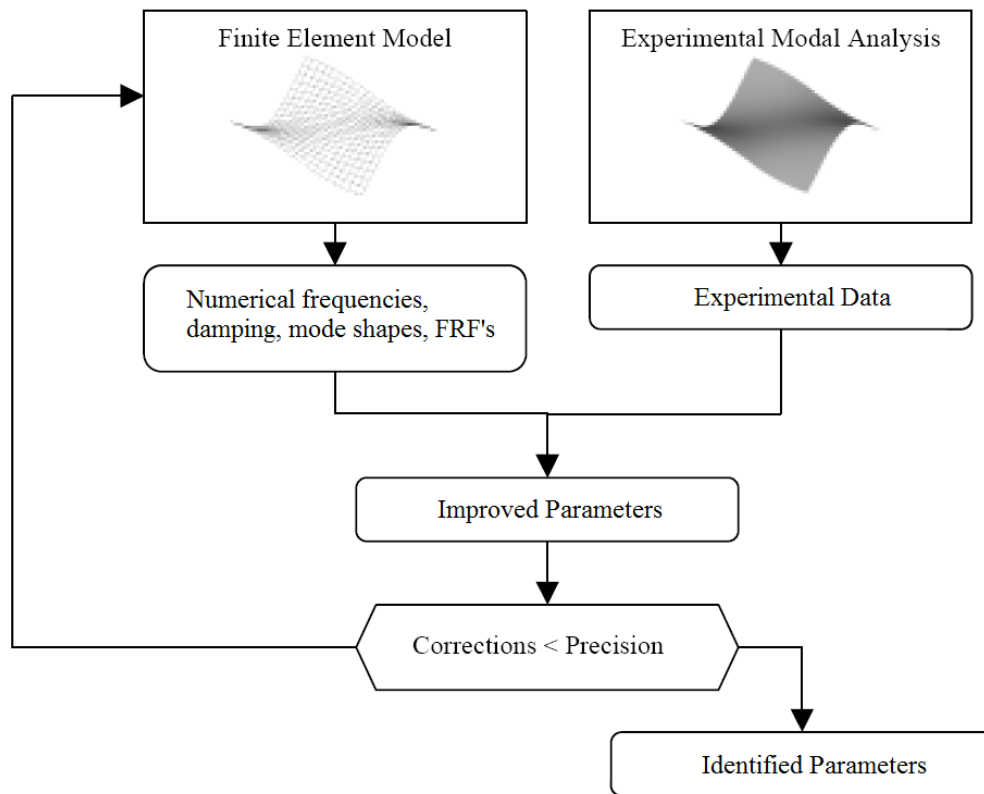 Finite Element Model
Experimental Modal Analysis
Numerical frequencies,
damping, mode shapes, FRF's
Experimental Data
Improved Parameters
Corrections < Precision
Identified Parameters